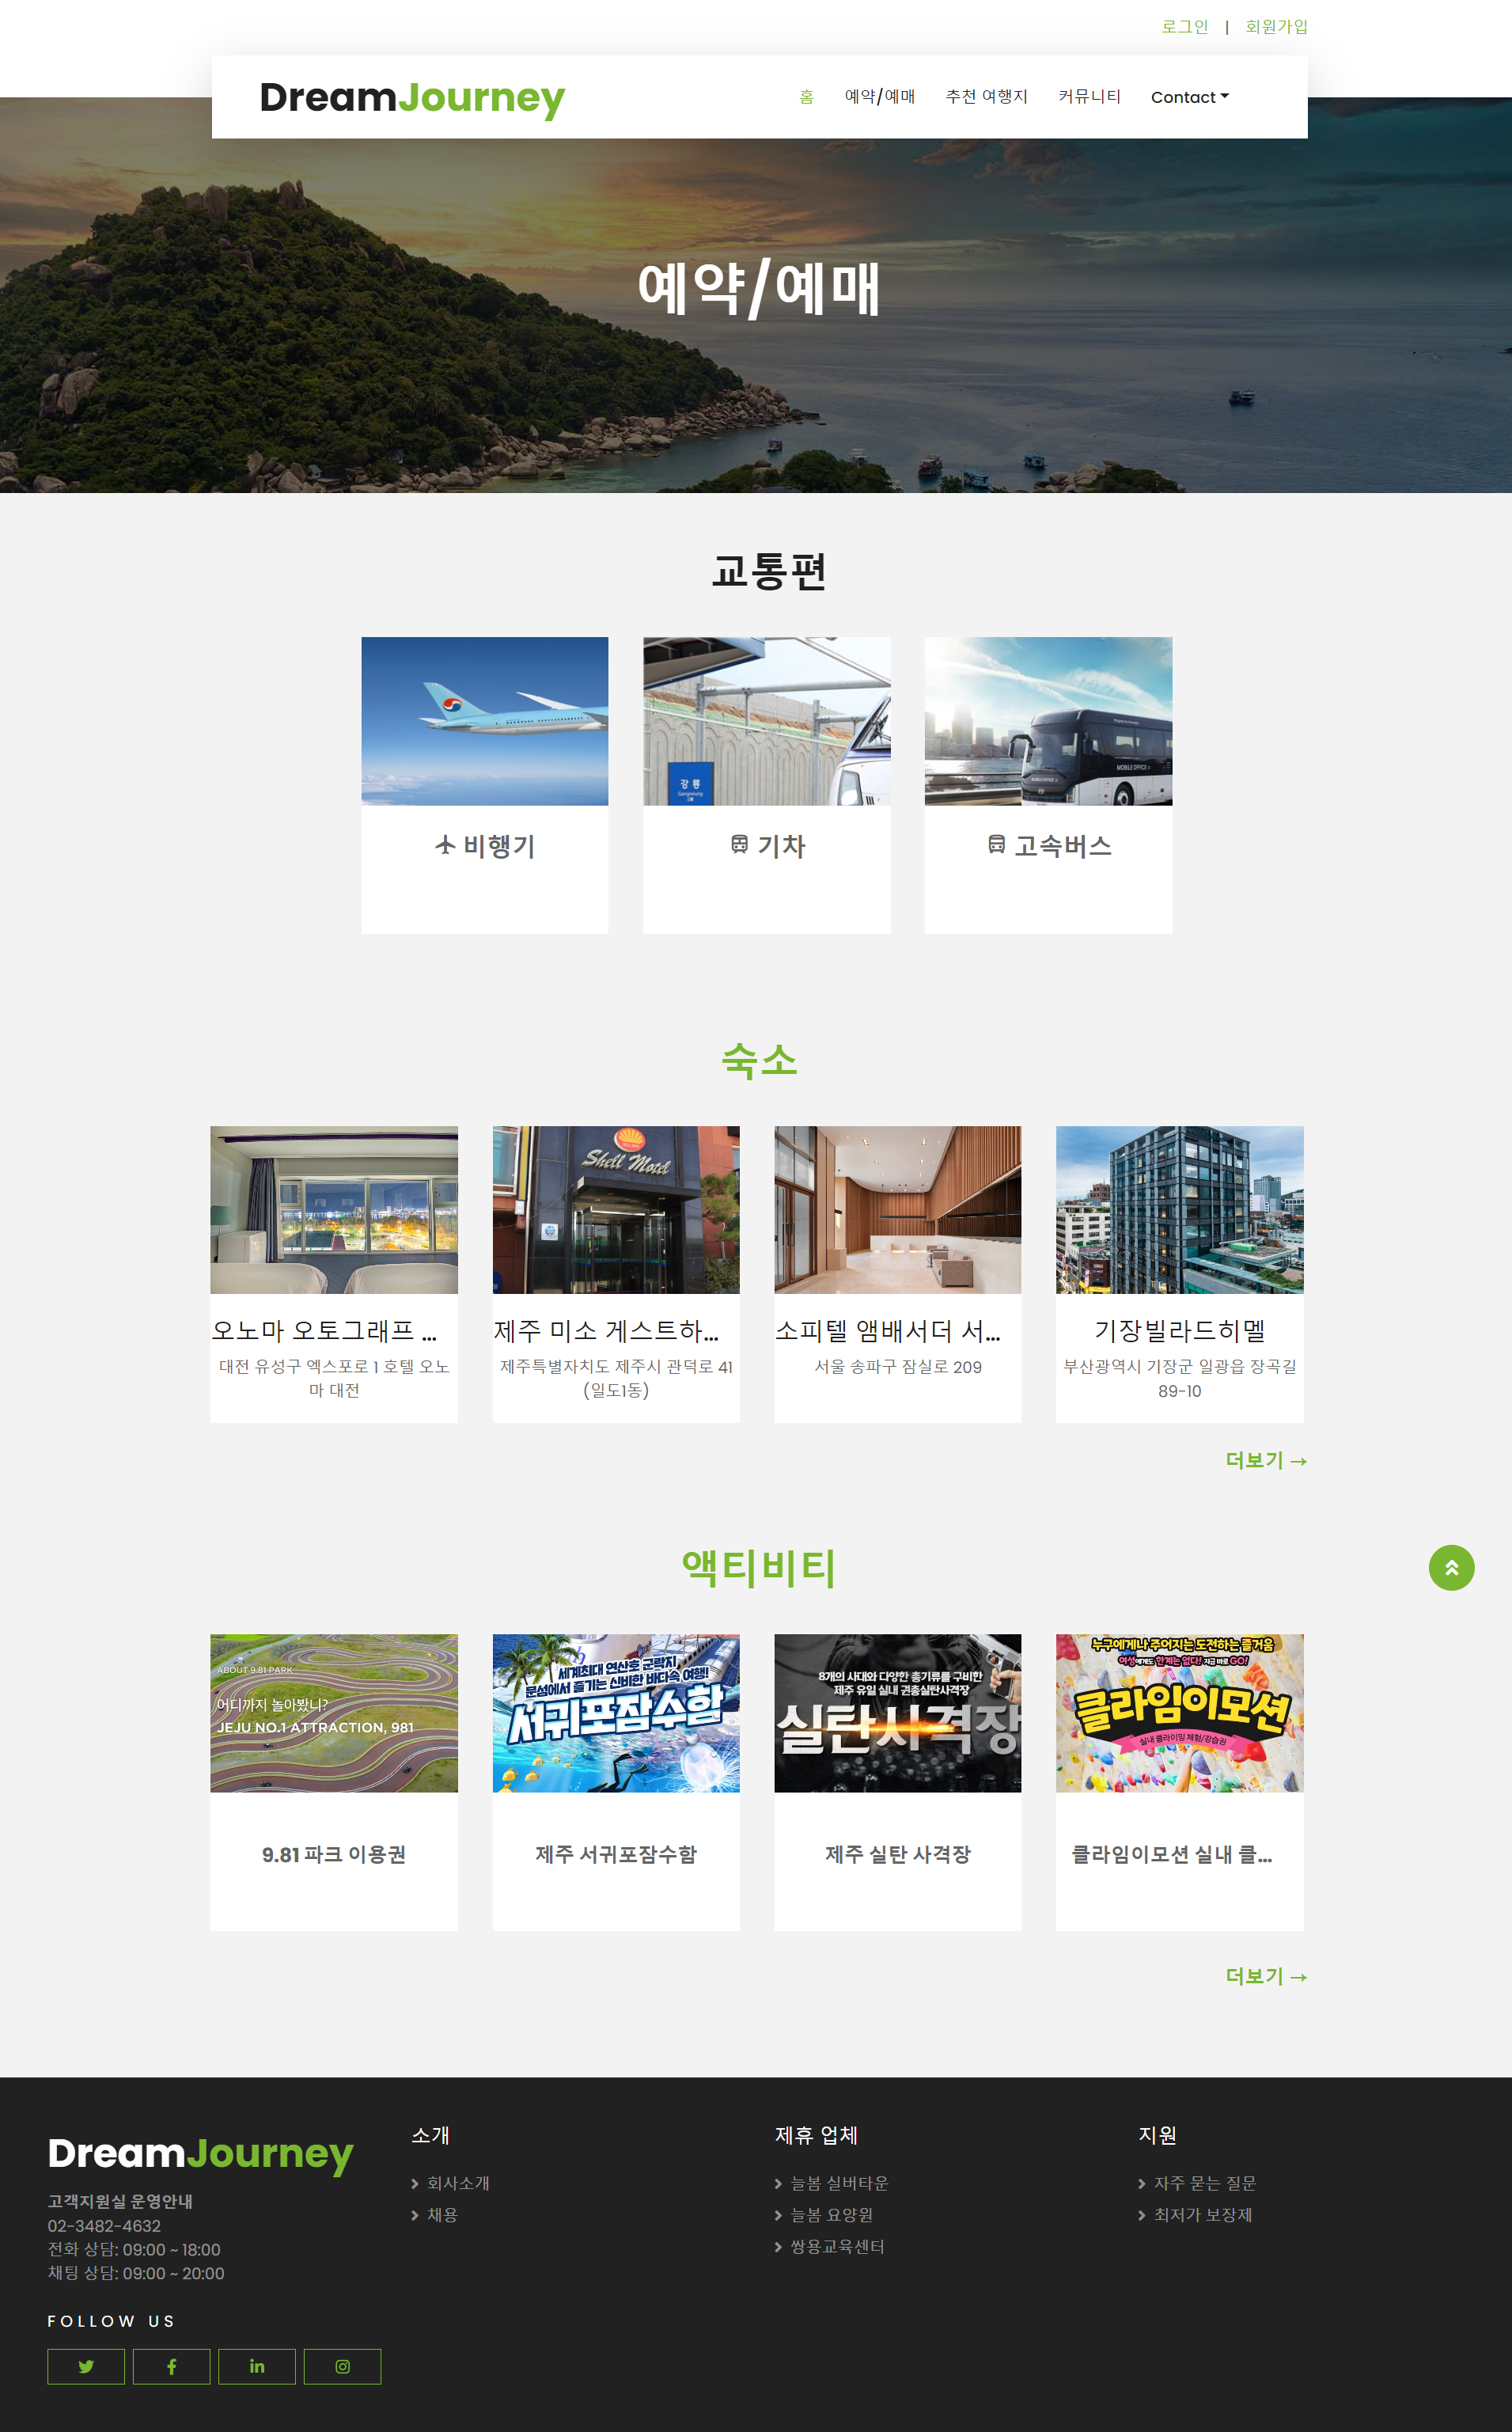 로그인 | 회원가입
DreamJourney
홈 예약/예매 추천 여행지 커뮤니티 Contact
예약/예매
교통편
강릉
Gangneung
MOBILE OFFICE
비행기
기차
고속버스
숙소
Shell Motel
오노마 오토그래프 ...
대전 유성구 엑스포로 1 호텔 오노
마 대전
제주 미소 게스트하...
제주특별자치도 제주시 관덕로 41
(일도1동)
소피텔 앰배서더 서...
서울 송파구 잠실로 209
기장빌라드히멜
부산광역시 기장군 일광읍 장곡길
89-10
더보기 →
액티비티
ABOUT 9.81 PARK
어디까지 놀아봤니?
JEJU NO.1 ATTRACTION, 981
세계최대 연산호 군락지
문섬에서 즐기는 신비한 바다속 여행!
서귀포잠수함
8개의 사대와 다양한 총기류를 구비한
제주 유일 실내 권총실탄사격장
실탄사격장
누구에게나 주어지는 도전하는 즐거움
여성에게도 한계는 없다! 지금 바로 GO!
클라임이모션
실내 클라이밍 체험/강습권
9.81 파크 이용권
제주 서귀포잠수함
제주 실탄 사격장
클라임이모션 실내 클...
더보기 →
DreamJourney
고객지원실 운영안내
02-3482-4632
전화 상담: 09:00 ~ 18:00
채팅 상담: 09:00 ~ 20:00
FOLLOW US
소개
회사소개
채용
제휴 업체
늘봄 실버타운
늘봄 요양원
쌍용교육센터
지원
자주 묻는 질문
최저가 보장제